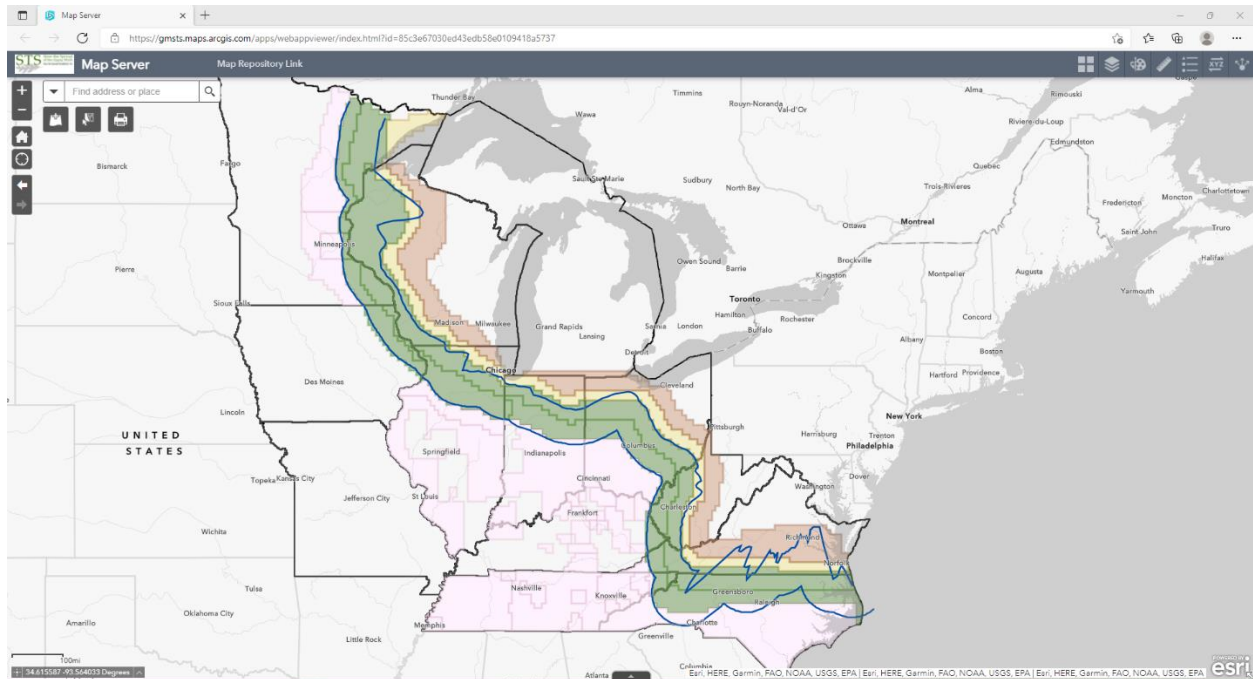 Map Server
https://gmsts.maps.arcgis.com/apps/webappviewer/index.html?id=85c3e67030ed43edb58e0109418a5737
STS Map Server Map Repository Link
Find address or place
Thunder Bay
Timmins
Rouyn-Noranda
Val-d'Or
Alma
Rimouski
Gaspe
Wawa
Riviere-du-Loup
Edmundston
Bismarck
Fargo
Quebec
Sault Ste Marie
Sudbury
North Bay
Trois-Rivieres
Charlottetown
Fredericton
Moncton
Ottawa
Montreal
Saint John
Truro
Minneapolis
Halifax
Pierre
Owen Sound
Barrie
Kingston
Brockville
Montpelier
Augusta
Yarmouth
Sioux Falls
Toronto
Hamilton
Rochester
Concord
Madison
Milwaukee
Grand Rapids
Lansing
Sarnia
London
Buffalo
Albany
Boston
Detroit
Hartford
Providence
Chicago
Cleveland
Des Moines
New York
Lincoln
Pittsburgh
Harrisburg
Trenton
Philadelphia
UNITED
STATES
Columbus
Springfield
Indianapolis
Dover
Washington
Topeka
Kansas City
Cincinnati
Jefferson City
St Louis
Charleston
Frankfort
Wichita
Richmond
Norfolk
Tulsa
Nashville
Knoxville
Greensboro
Raleigh
Oklahoma City
Amarillo
Memphis
Charlotte
Little Rock
Greenville
100mi
Columbia
34.615587 -93.564033 Degrees
Atlanta
Esri, HERE, Garmin, FAO, NOAA, USGS, EPA | Esri, HERE, Garmin, FAO, NOAA, USGS, EPA | Esri, HERE, Garmin, FAO, NOAA, USGS, EPA
POWERED BY
esri